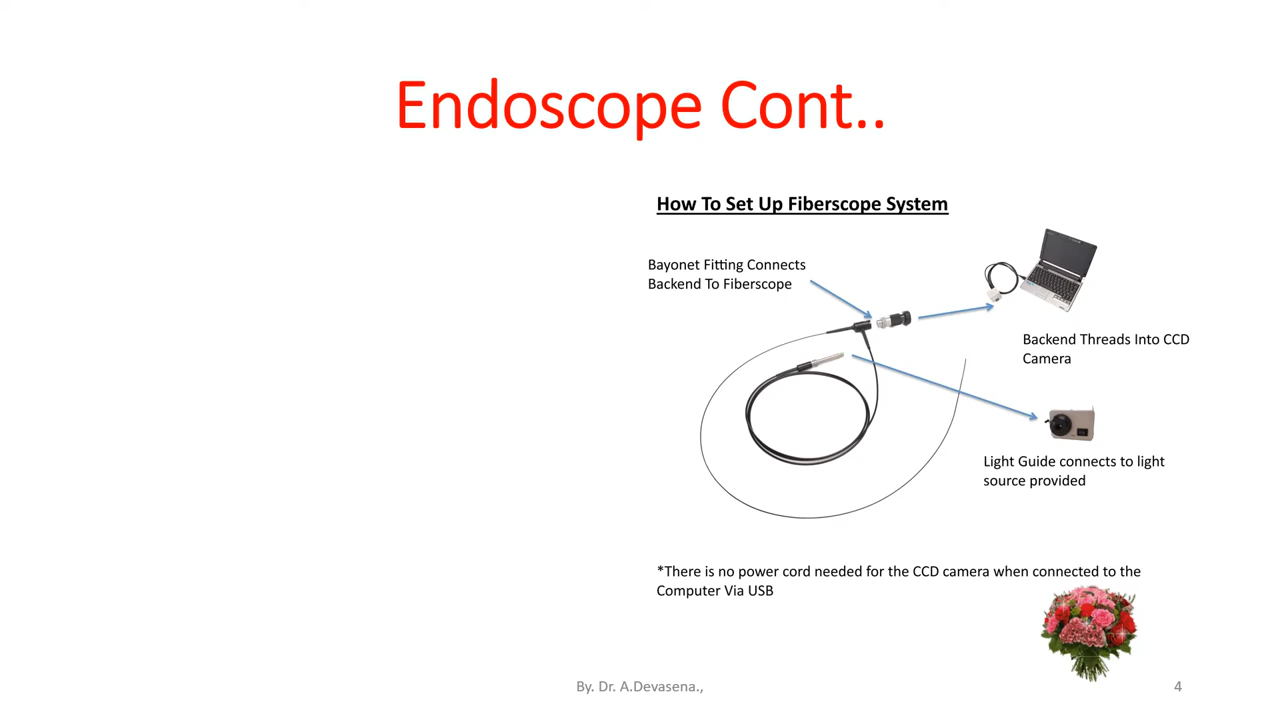 Endoscope Cont..
How To Set Up Fiberscope System
Bayonet Fitting Connects
Backend To Fiberscope
Backend Threads Into CCD
Camera
Light Guide connects to light
source provided
*There is no power cord needed for the CCD camera when connected to the
Computer Via USB
By. Dr. A.Devasena.,
4